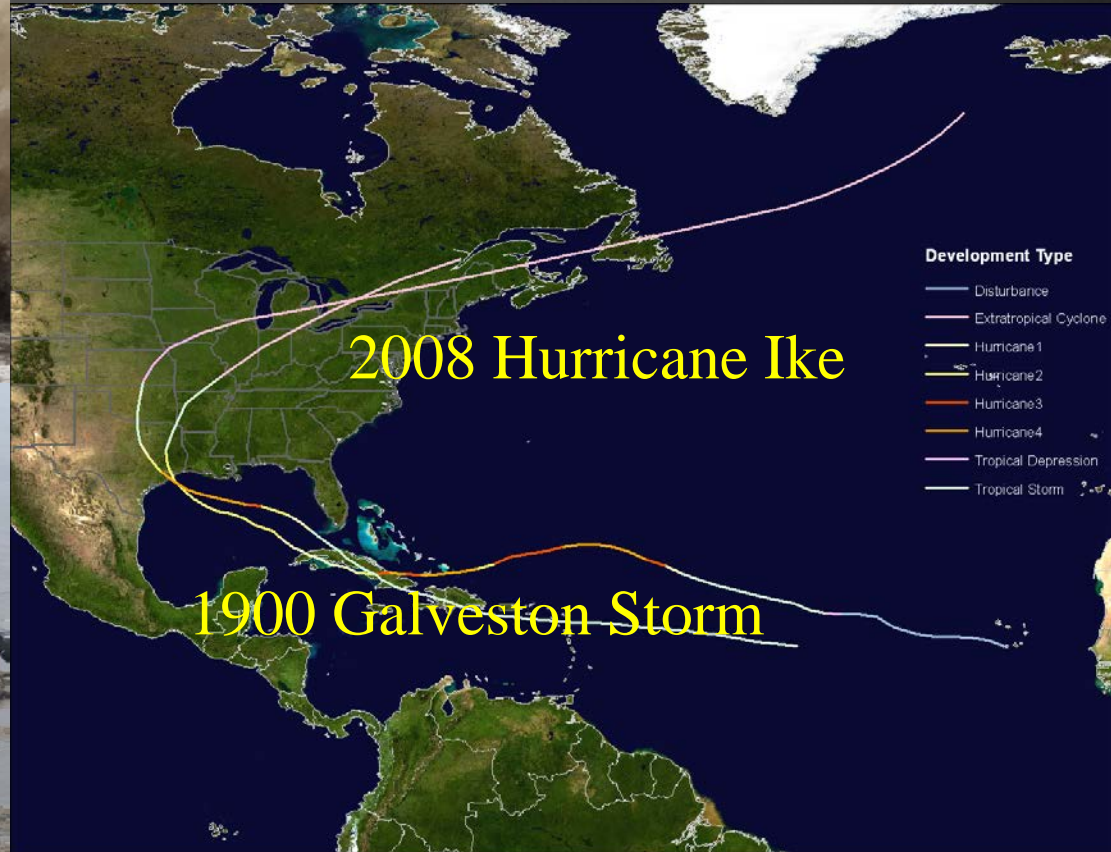 Development Type
Disturbance
Extratropical Cyclone
Hurricane1
Hurricane2
Hurricane3
Hurricane4
Tropical Depression
Tropical Storm
2008 Hurricane Ike
1900 Galveston Storm